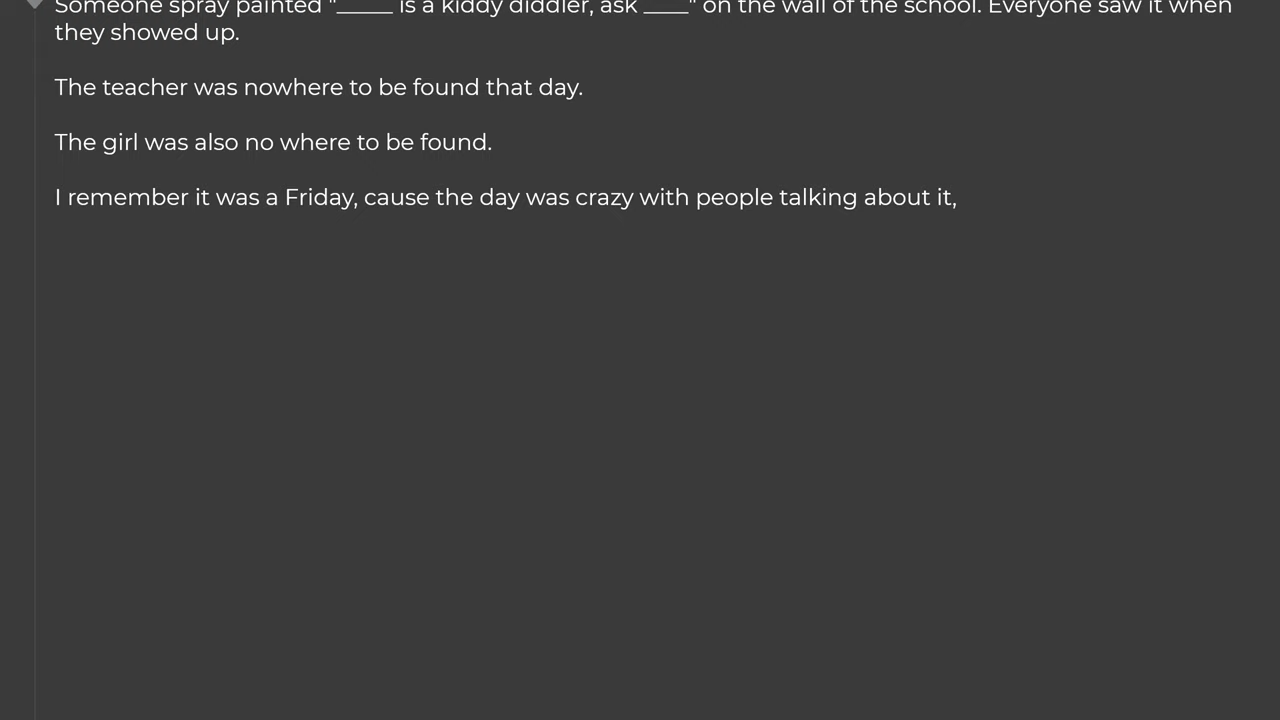 Someone spray painted "_____ is a kiddy diddler, ask ____" on the wall of the school. Everyone saw it when
they showed up.
The teacher was nowhere to be found that day.
The girl was also no where to be found.
I remember it was a Friday, cause the day was crazy with people talking about it,